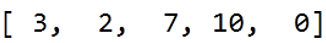 [ 3,  2,  7, 10,  0]